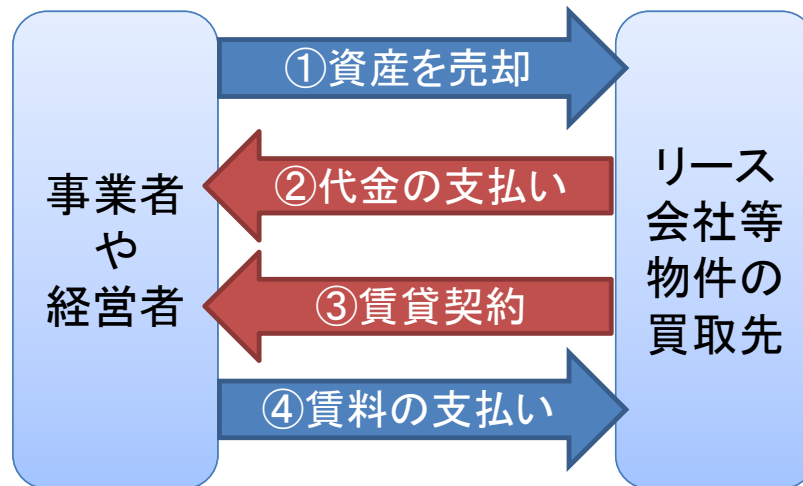 事業者
や
経営者
①資産を売却
②代金の支払い
③賃貸契約
④賃料の支払い
リース
会社等
物件の
買取先